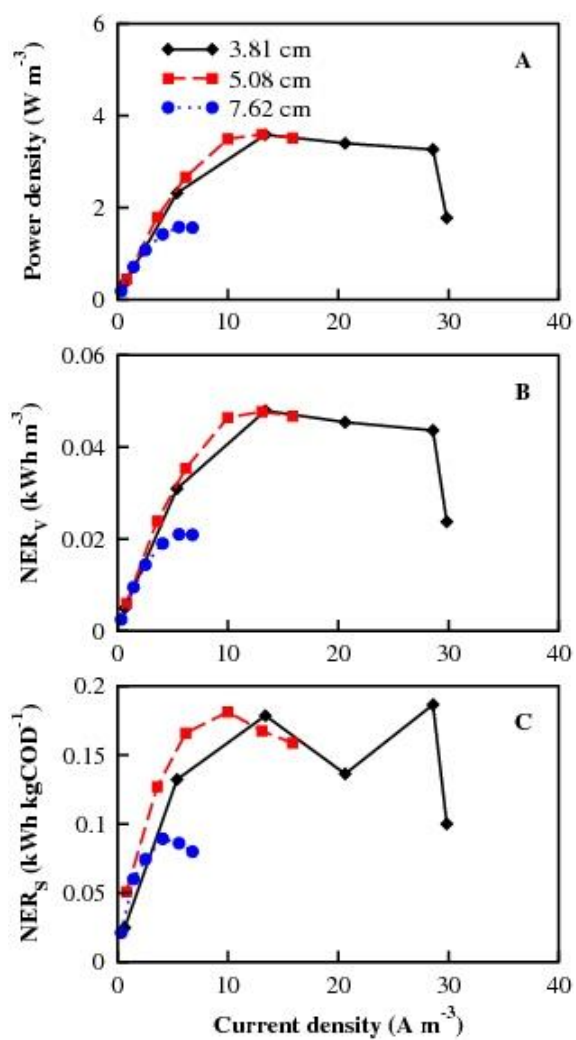 6
4
2
0
Power density (W m-3)
3.81 cm
5.08 cm
7.62 cm
A
0 10 20 30 40
0.06
0.04
0.02
0
NERV (kWh m-3)
B
0 10 20 30 40
0.2
0.15
0.1
0.05
0
NERS (kWh kgCOD-1)
C
0 10 20 30 40
Current density (A m-3)